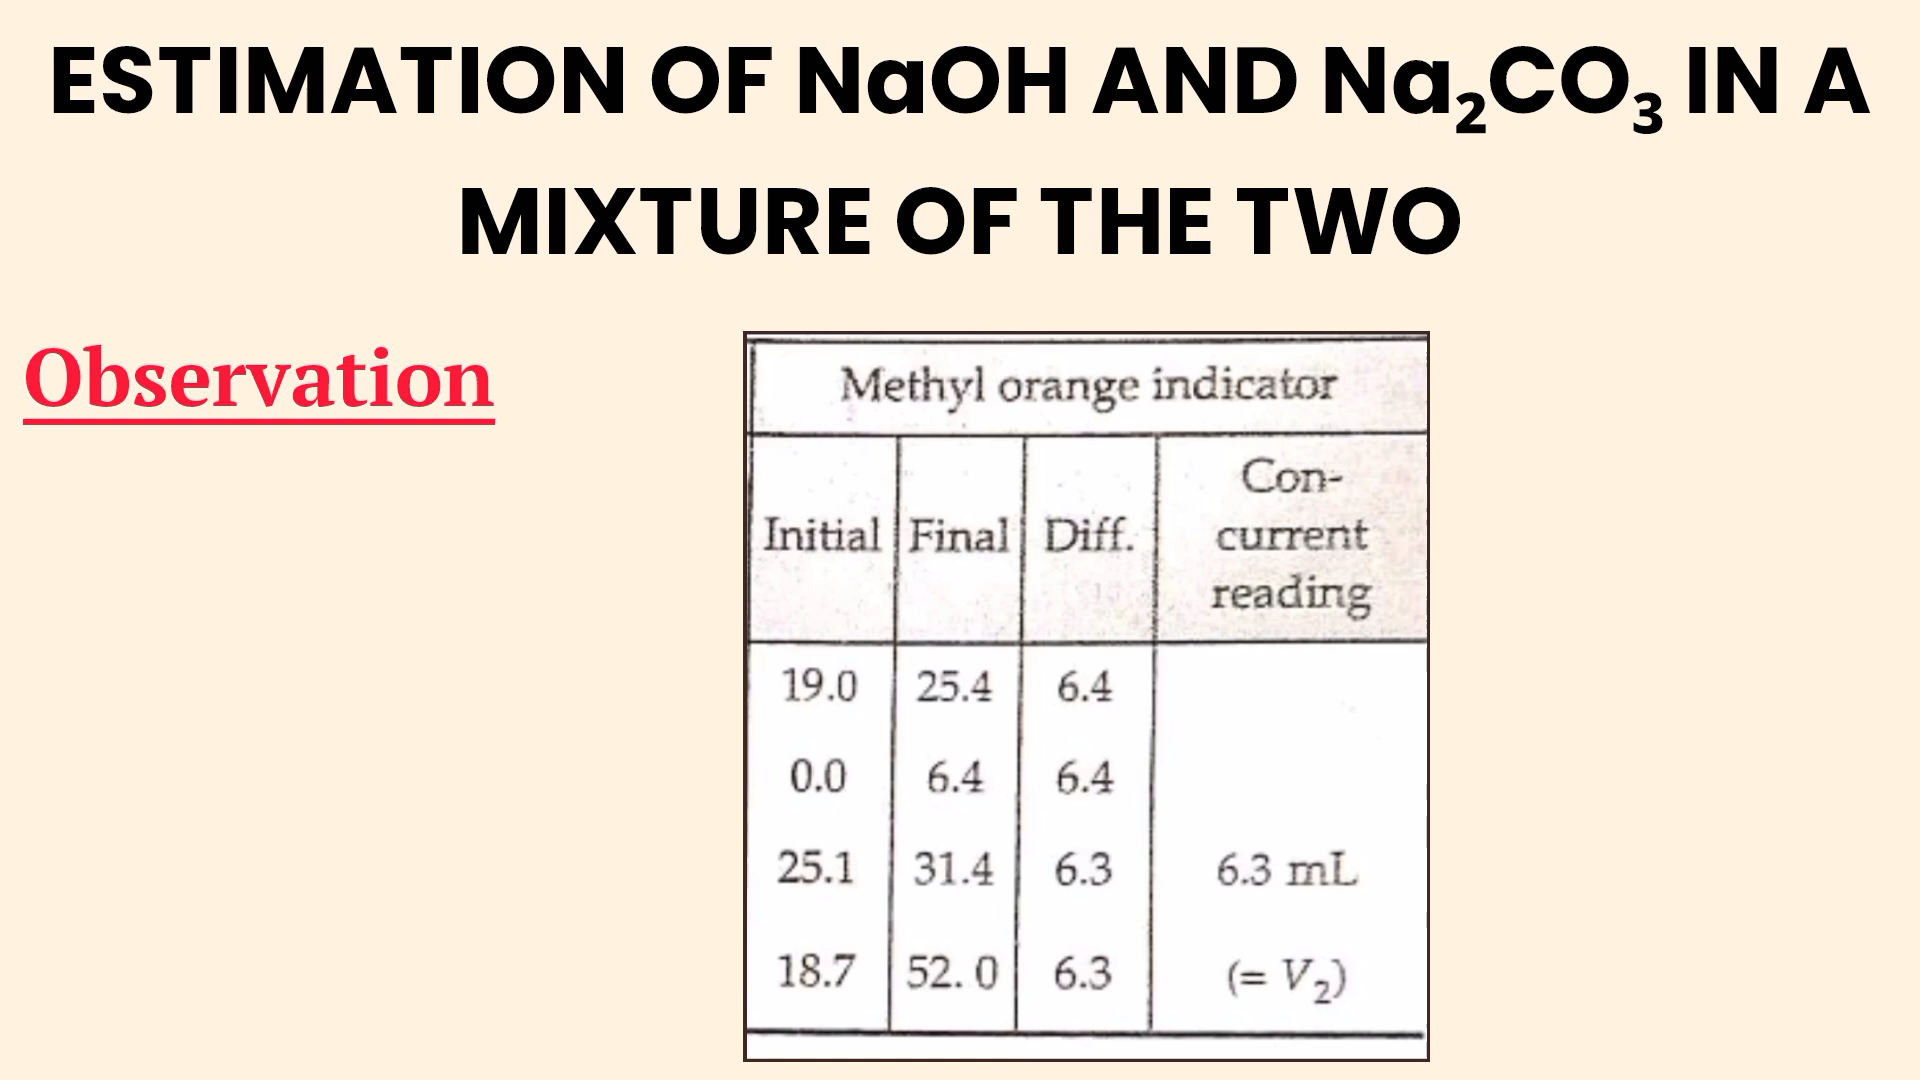 ESTIMATION OF NaOH AND Na₂CO₃ IN A
MIXTURE OF THE TWO
Observation
Methyl orange indicator
Initial Final Diff. Con-
current
reading
19.0 25.4 6.4
0.0 6.4 6.4
25.1 31.4 6.3 6.3 mL
18.7 52. 0 6.3 (= V₂)